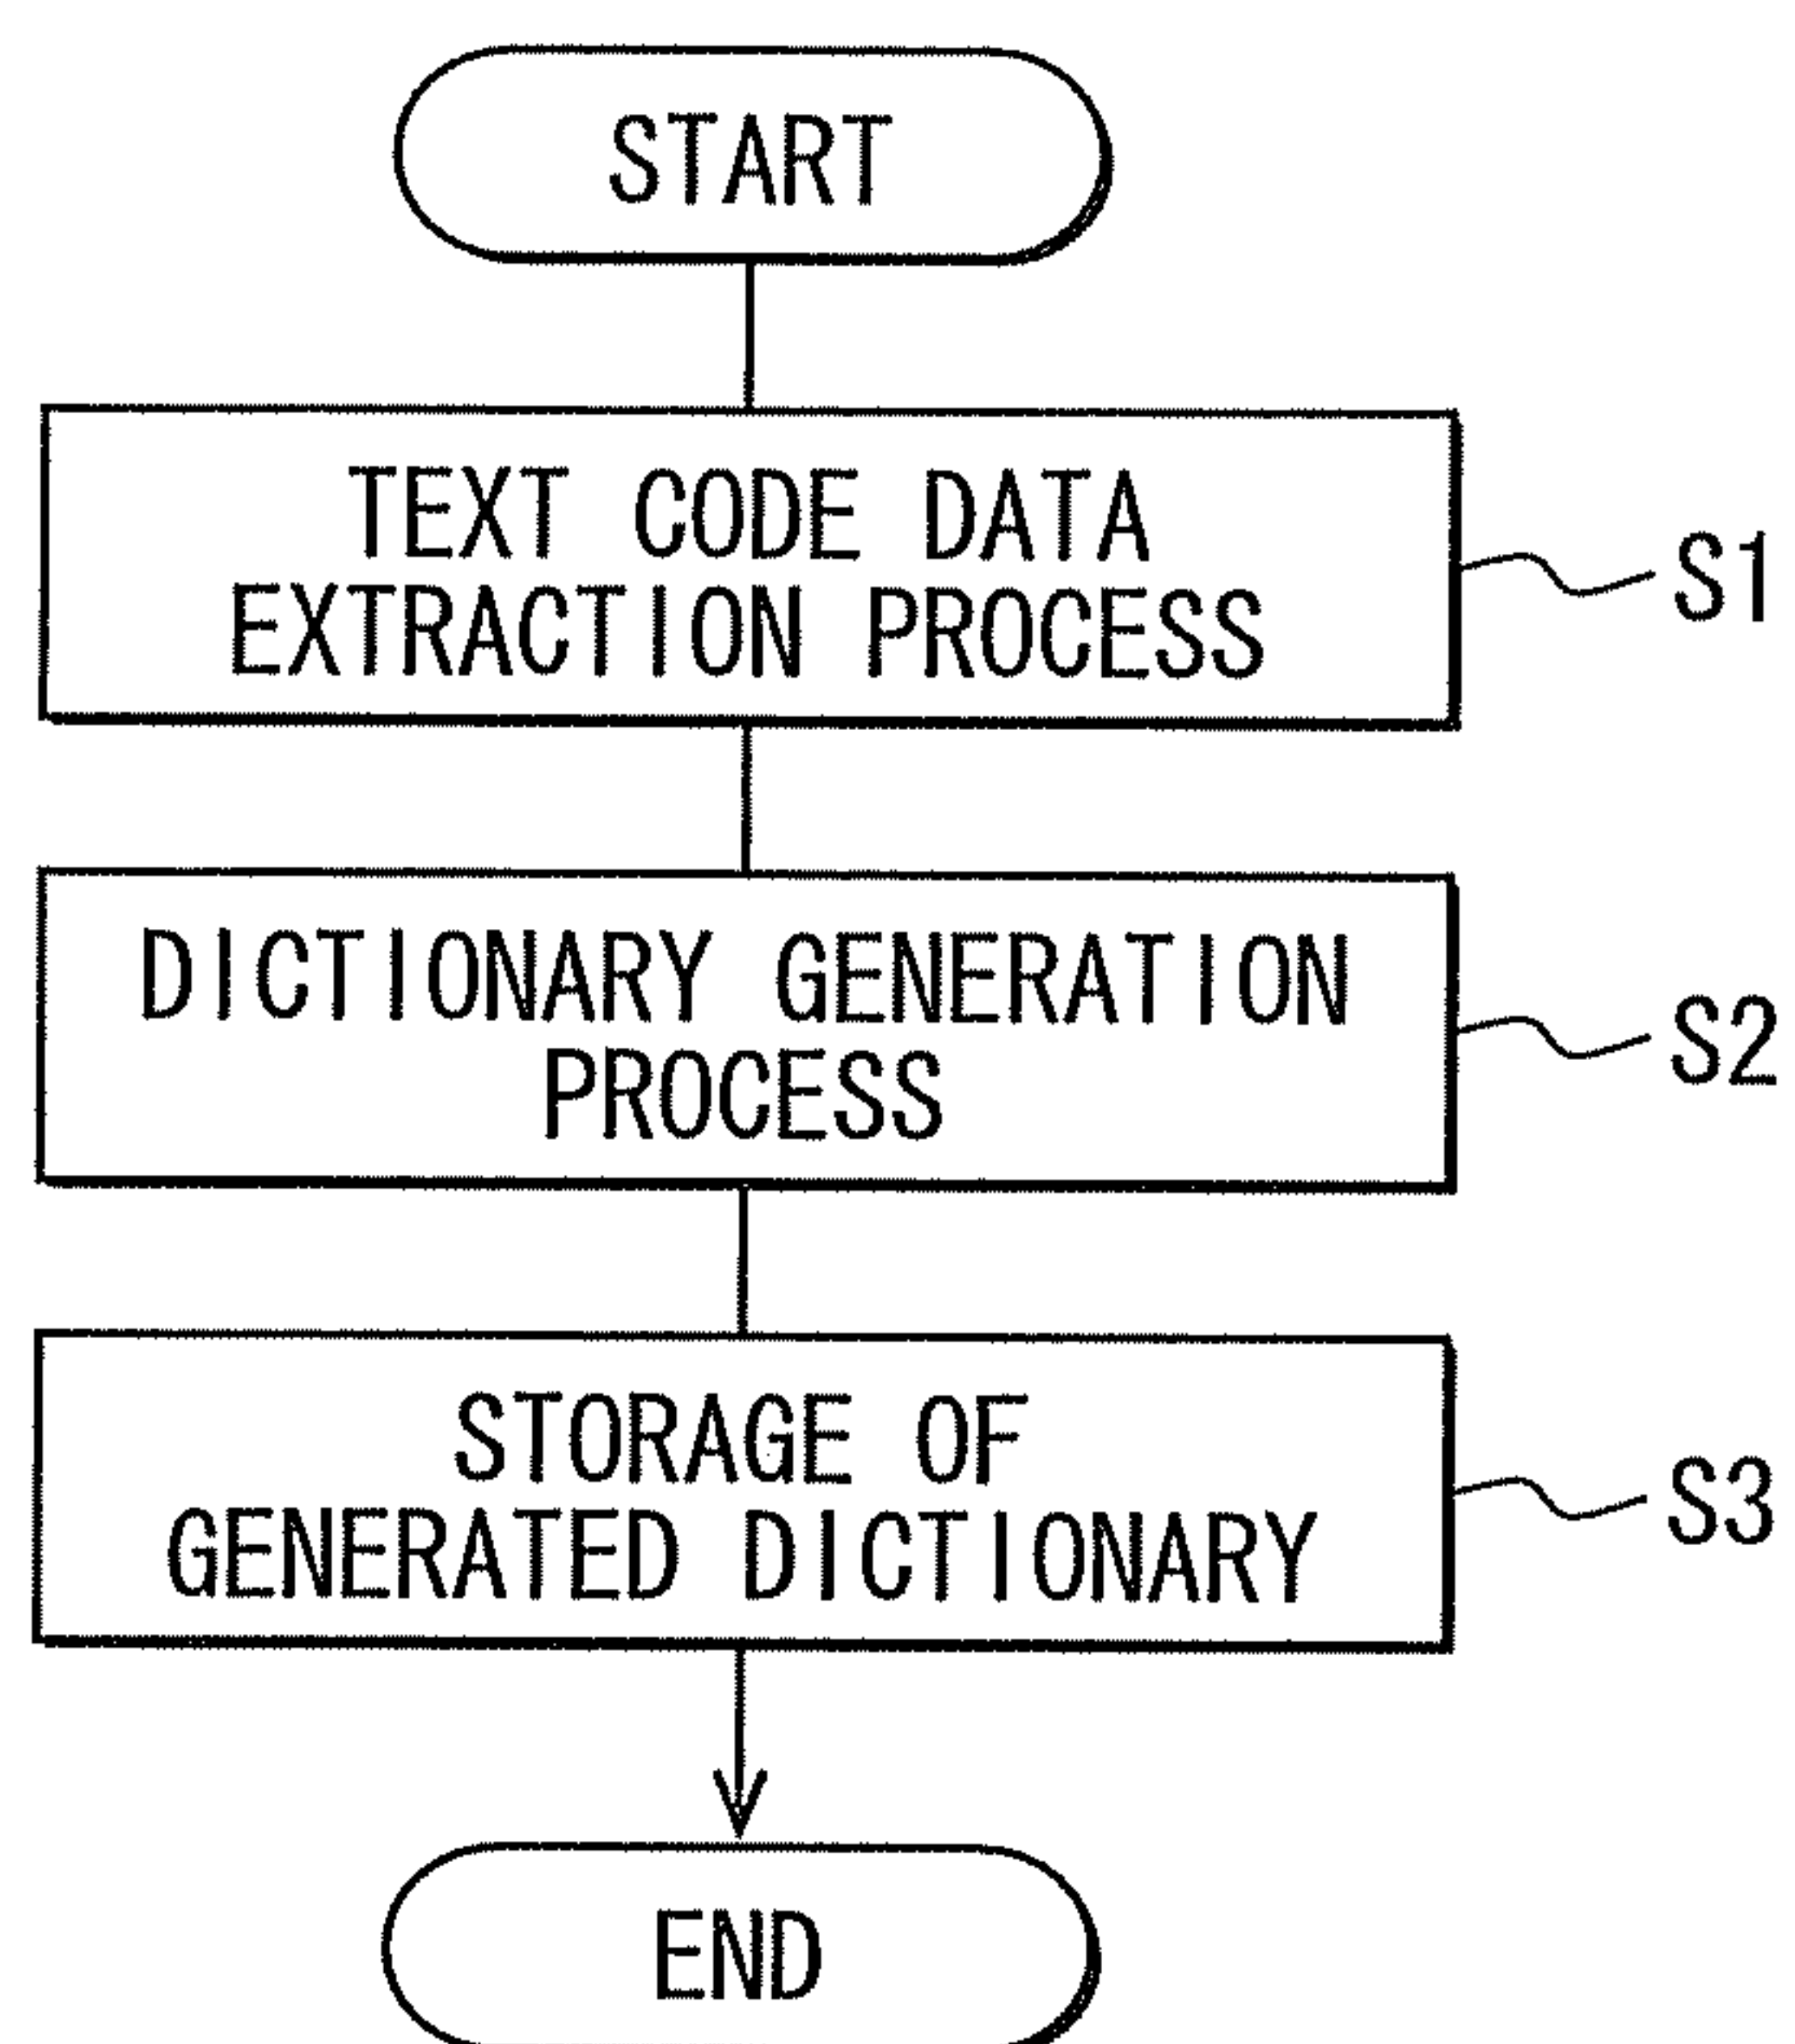 START
TEXT CODE DATA
EXTRACTION PROCESS
S1
DICTIONARY GENERATION
PROCESS
S2
STORAGE OF
GENERATED DICTIONARY
S3
END